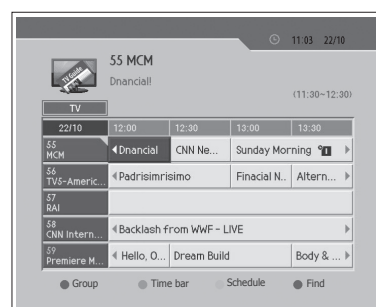 11:03 22/10
55 MCM
TV Guide
Dnancial!
(11:30~12:30)
TV
22/10 12:00 12:30 13:00 13:30
55 MCM Dnancial CNN Ne... Sunday Morning
56 TV5-Americ... Padrisimrisimo Finacial N.. Altern...
57 RAI
58 CNN Intern... Backlash from WWF - LIVE
59 Premiere M... Hello, O... Dream Build Body & ...
Group Time bar Schedule Find